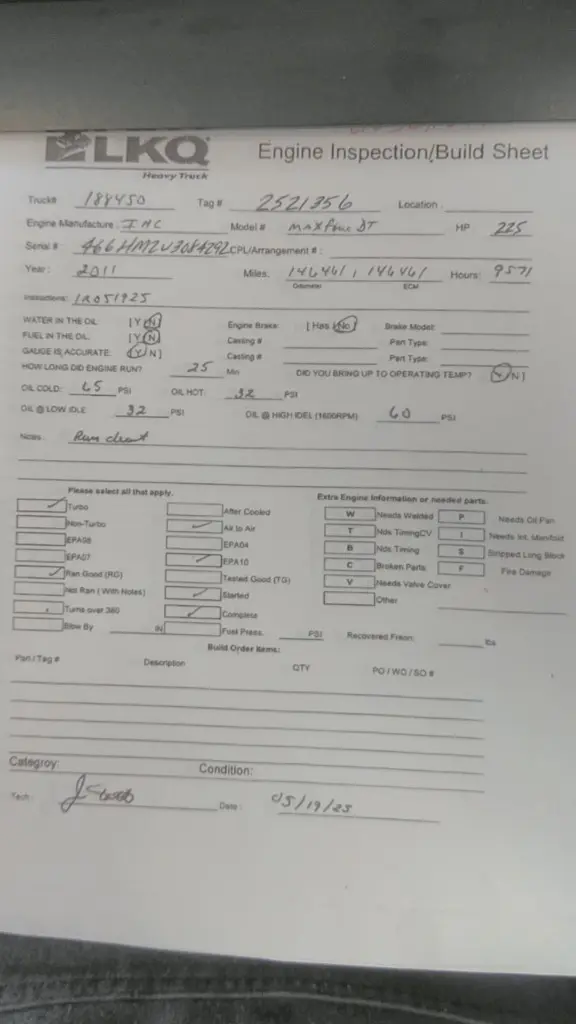 LKQ Engine Inspection/Build Sheet
Heavy Truck
Truck# 188450 Tag # 2521356 Location :
Engine Manufacture : IHC Model # MAXForce DT HP 225
Serial # 466HM2U3084292 CPL/Arrangement # :
Year : 2011 Miles. 146461 , 146461 Hours: 9571
Odometer ECM
Instructions: IR051925
WATER IN THE OIL [Y N] Engine Brake: [Has / No] Brake Model:
FUEL IN THE OIL. [Y N] Casting # Part Type:
GAUGE IS ACCURATE: [Y/ N] Casting # Part Type:
HOW LONG DID ENGINE RUN? 25 Min DID YOU BRING UP TO OPERATING TEMP? [Y N]
OIL COLD: 65 PSI OIL HOT: 32 PSI
OIL @ LOW IDLE 32 PSI OIL @ HIGH IDEL (1600RPM) 60 PSI
Notes : Run
Please select all that apply. Extra Engine Information or needed parts.
Turbo After Cooled W Needs Welded P Needs Oil Pan
Non-Turbo Air to Air T Nds TimingCV I Needs Int. Manifold
EPA98 EPA04 B Nds Timing S Stripped Long Block
EPA07 EPA10 C Broken Parts F Fire Damage
Ran Good (RG) Tested Good (TG) V Needs Valve Cover
Not Ran ( With Notes) Started Other
Turns over 360 Complete
Blow By IN Fuel Press. PSI Recovered Freon: lbs
Build Order Items:
Part / Tag # Description QTY PO / WO / SO #
Categroy: Condition:
Tech : Date : 05/19/25